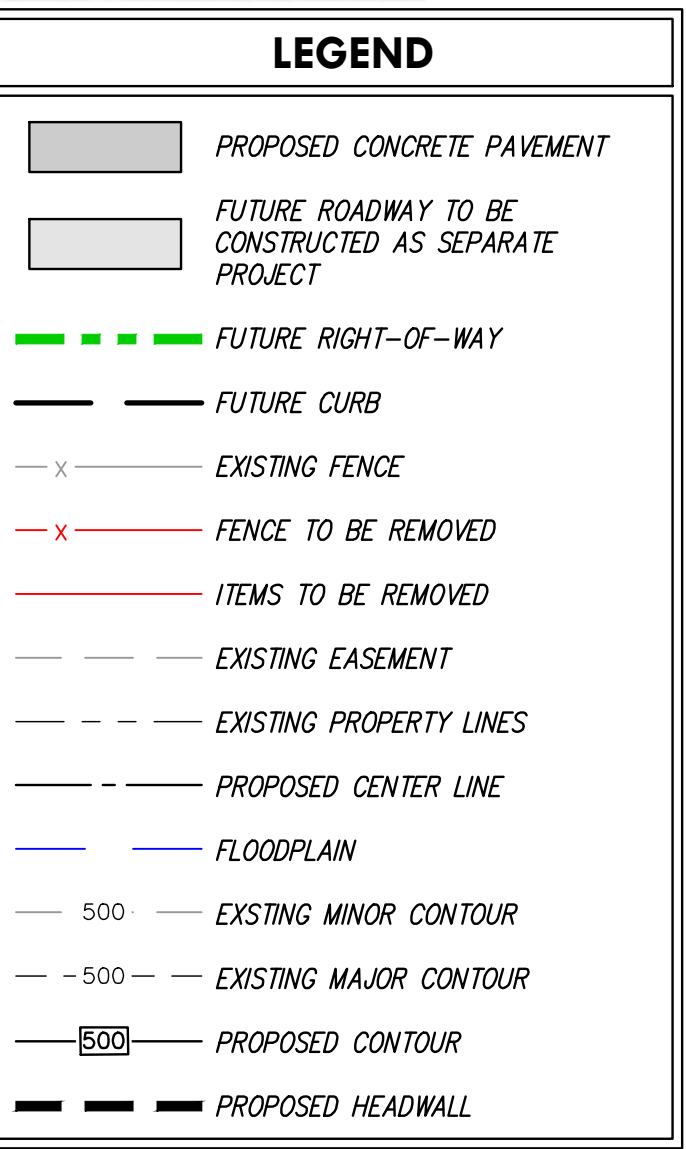 LEGEND
PROPOSED CONCRETE PAVEMENT
FUTURE ROADWAY TO BE
CONSTRUCTED AS SEPARATE
PROJECT
FUTURE RIGHT-OF-WAY
FUTURE CURB
X EXISTING FENCE
X FENCE TO BE REMOVED
ITEMS TO BE REMOVED
EXISTING EASEMENT
EXISTING PROPERTY LINES
PROPOSED CENTER LINE
FLOODPLAIN
500 EXSTING MINOR CONTOUR
500 EXISTING MAJOR CONTOUR
500 PROPOSED CONTOUR
PROPOSED HEADWALL